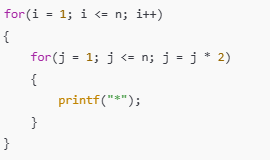 for(i = 1; i <= n; i++)
{
    for(j = 1; j <= n; j = j * 2)
    {
        printf("*");
    }
}